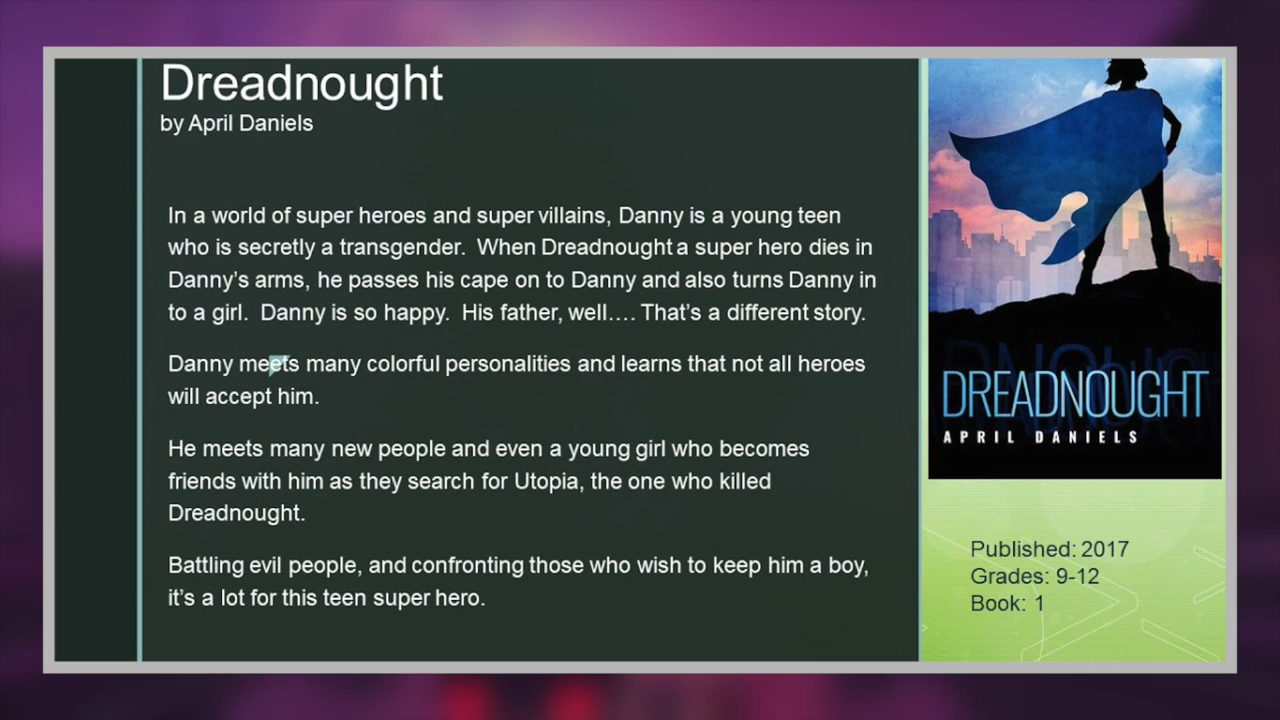 Dreadnought
by April Daniels
In a world of super heroes and super villains, Danny is a young teen
who is secretly a transgender.  When Dreadnought a super hero dies in
Danny's arms, he passes his cape on to Danny and also turns Danny in
to a girl.  Danny is so happy.  His father, well…. That's a different story.
Danny meets many colorful personalities and learns that not all heroes
will accept him.
He meets many new people and even a young girl who becomes
friends with him as they search for Utopia, the one who killed
Dreadnought.
Battling evil people, and confronting those who wish to keep him a boy,
it's a lot for this teen super hero.
DREADNOUGHT
APRIL DANIELS
Published: 2017
Grades: 9-12
Book: 1